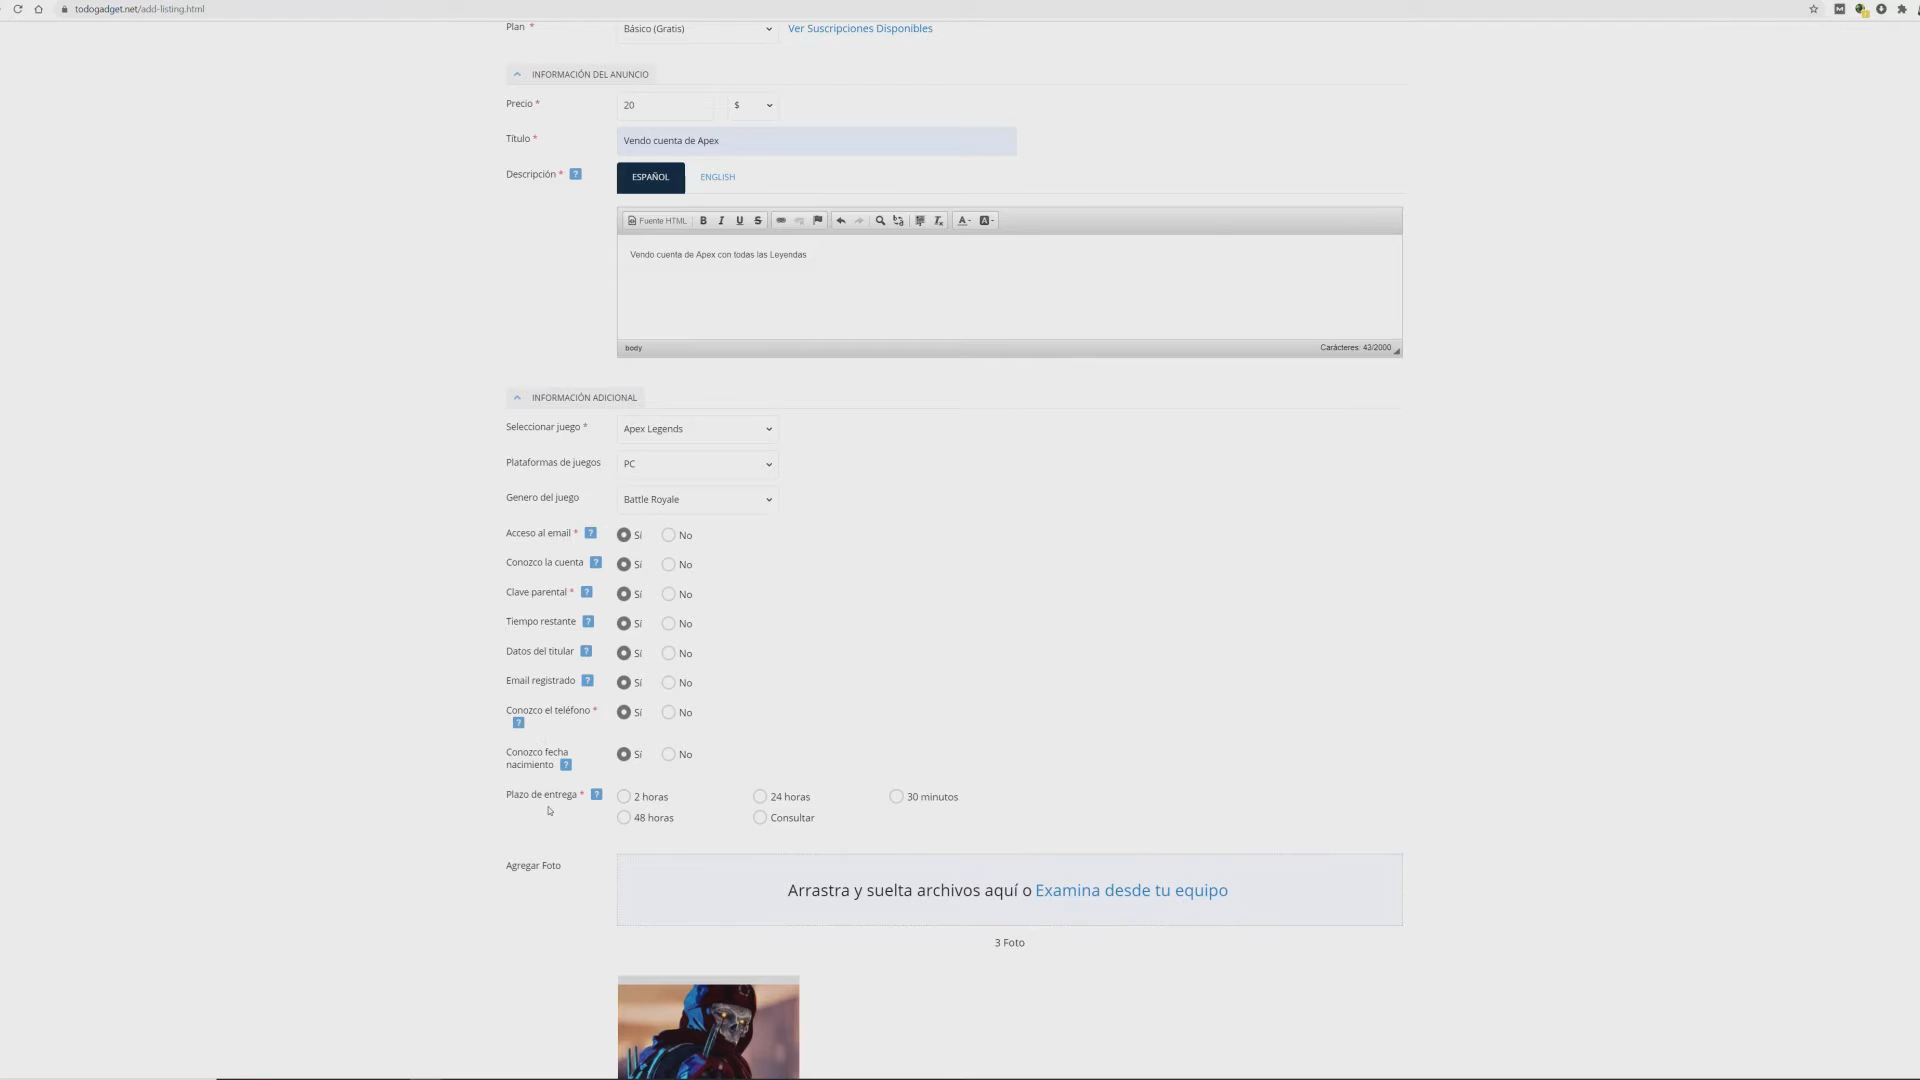 todogadget.net/add-listing.html
Plan * Básico (Gratis) Ver Suscripciones Disponibles
INFORMACIÓN DEL ANUNCIO
Precio * 20 $
Título * Vendo cuenta de Apex
Descripción * ? ESPAÑOL ENGLISH
Fuente HTML B I U S
Vendo cuenta de Apex con todas las Leyendas
body Carácteres: 43/2000
INFORMACIÓN ADICIONAL
Seleccionar juego * Apex Legends
Plataformas de juegos PC
Genero del juego Battle Royale
Acceso al email * ? Sí No
Conozco la cuenta ? Sí No
Clave parental * ? Sí No
Tiempo restante ? Sí No
Datos del titular ? Sí No
Email registrado ? Sí No
Conozco el teléfono * ? Sí No
Conozco fecha
nacimiento ? Sí No
Plazo de entrega * ? 2 horas 24 horas 30 minutos
48 horas Consultar
Agregar Foto
Arrastra y suelta archivos aquí o Examina desde tu equipo
3 Foto